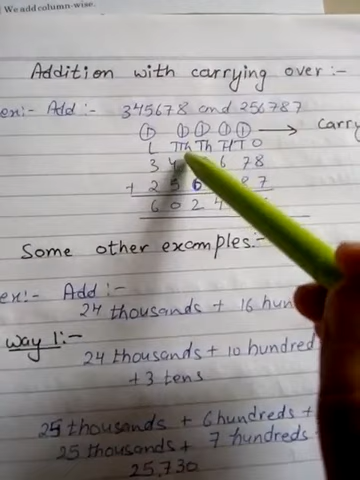 We add column-wise.
Addition with carrying over:-
ex:- Add :- 345678 and 256787
① ① ① ① ① → Carry
L TTh Th H T O
3 4 6 7 8
+ 2 5 6 8 7
6 0 2 4
Some other examples:-
ex:- Add :-
24 thousands + 16 hun
Way 1:-
24 thousands + 10 hundred
+ 3 tens
25 thousands + 6 hundreds +
25 thousands + 7 hundreds
25,730